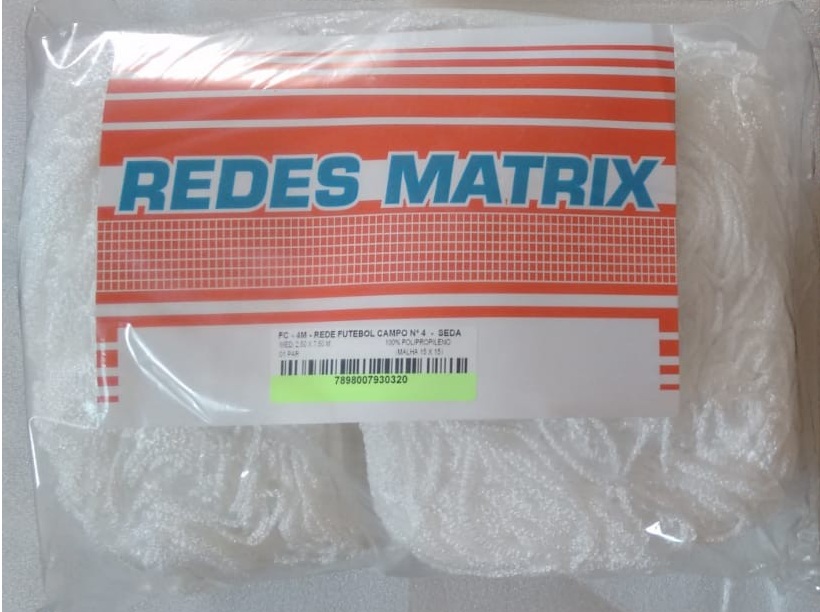 REDES MATRIX
FC - 4M - REDE FUTEBOL CAMPO Nº 4 - SEDA
MED: 2,50 X 7,50 M 100% POLIPROPILENO
01 PAR (MALHA 15 X 15)
7898007930320